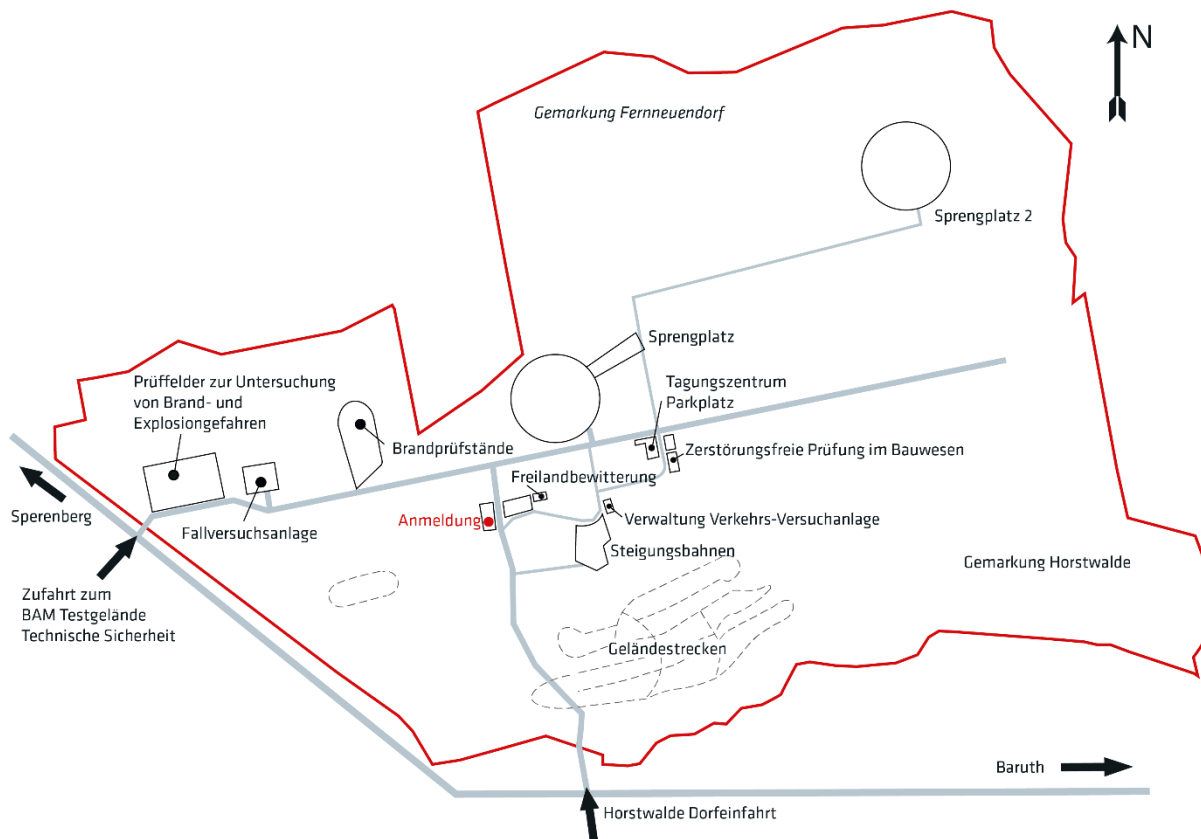 N
Gemarkung Fernneuendorf
Sprengplatz 2
Sprengplatz
Prüffelder zur Untersuchung
von Brand- und
Explosiongefahren
Tagungszentrum
Parkplatz
Brandprüfstände
Zerstörungsfreie Prüfung im Bauwesen
Freilandbewitterung
Sperenberg
Fallversuchsanlage
Anmeldung
Verwaltung Verkehrs-Versuchanlage
Steigungsbahnen
Gemarkung Horstwalde
Zufahrt zum
BAM Testgelände
Technische Sicherheit
Geländestrecken
Baruth
Horstwalde Dorfeinfahrt